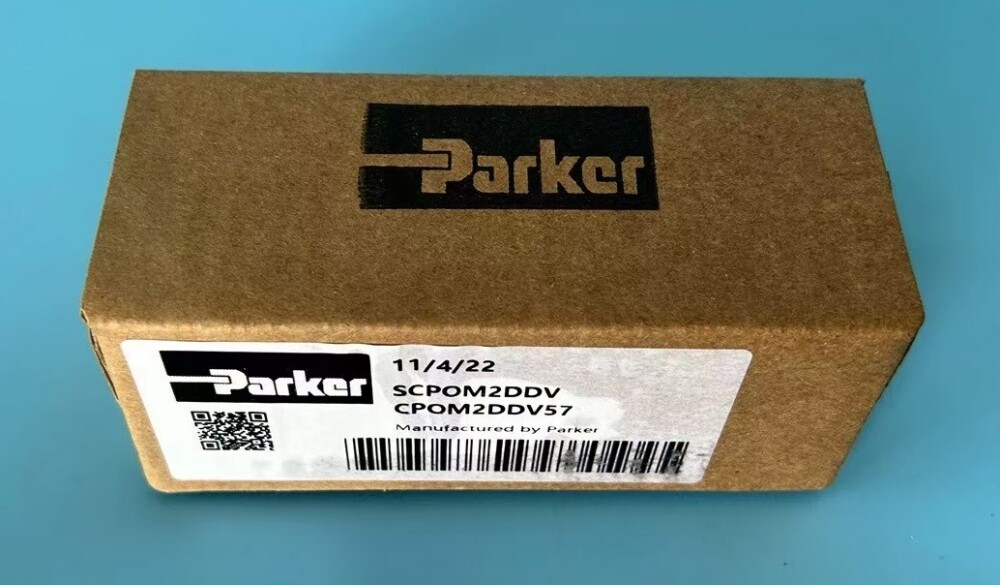 Parker
Parker
11/4/22
SCPOM2DDV
CPOM2DDV57
Manufactured by Parker